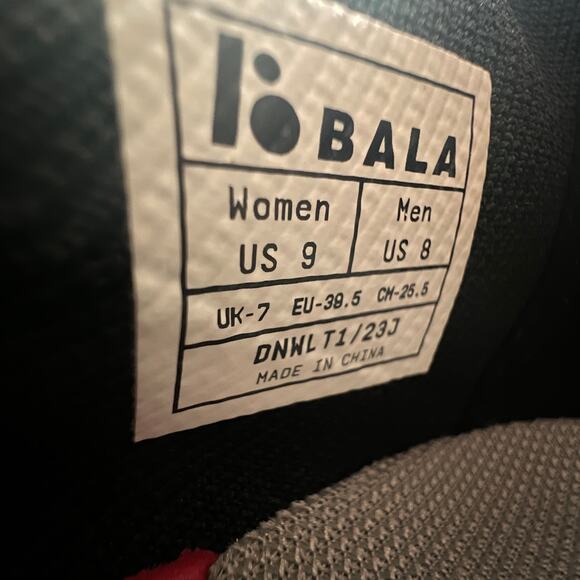 BALA
Women Men
US 9 US 8
UK-7 EU-39.5 CM-25.5
DNWLT1/23J
MADE IN CHINA